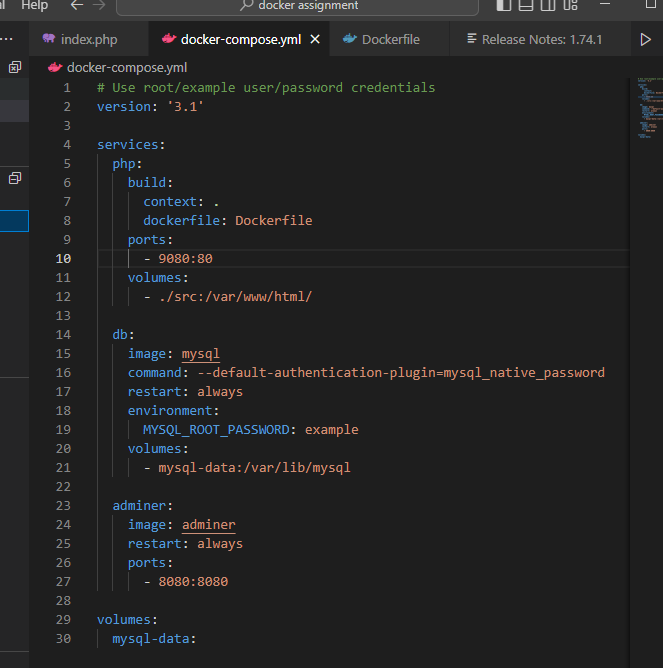 Help
docker assignment
index.php
docker-compose.yml
Dockerfile
Release Notes: 1.74.1
docker-compose.yml
1 # Use root/example user/password credentials
2 version: '3.1'
3
4 services:
5 php:
6 build:
7 context: .
8 dockerfile: Dockerfile
9 ports:
10 - 9080:80
11 volumes:
12 - ./src:/var/www/html/
13
14 db:
15 image: mysql
16 command: --default-authentication-plugin=mysql_native_password
17 restart: always
18 environment:
19 MYSQL_ROOT_PASSWORD: example
20 volumes:
21 - mysql-data:/var/lib/mysql
22
23 adminer:
24 image: adminer
25 restart: always
26 ports:
27 - 8080:8080
28
29 volumes:
30 mysql-data: